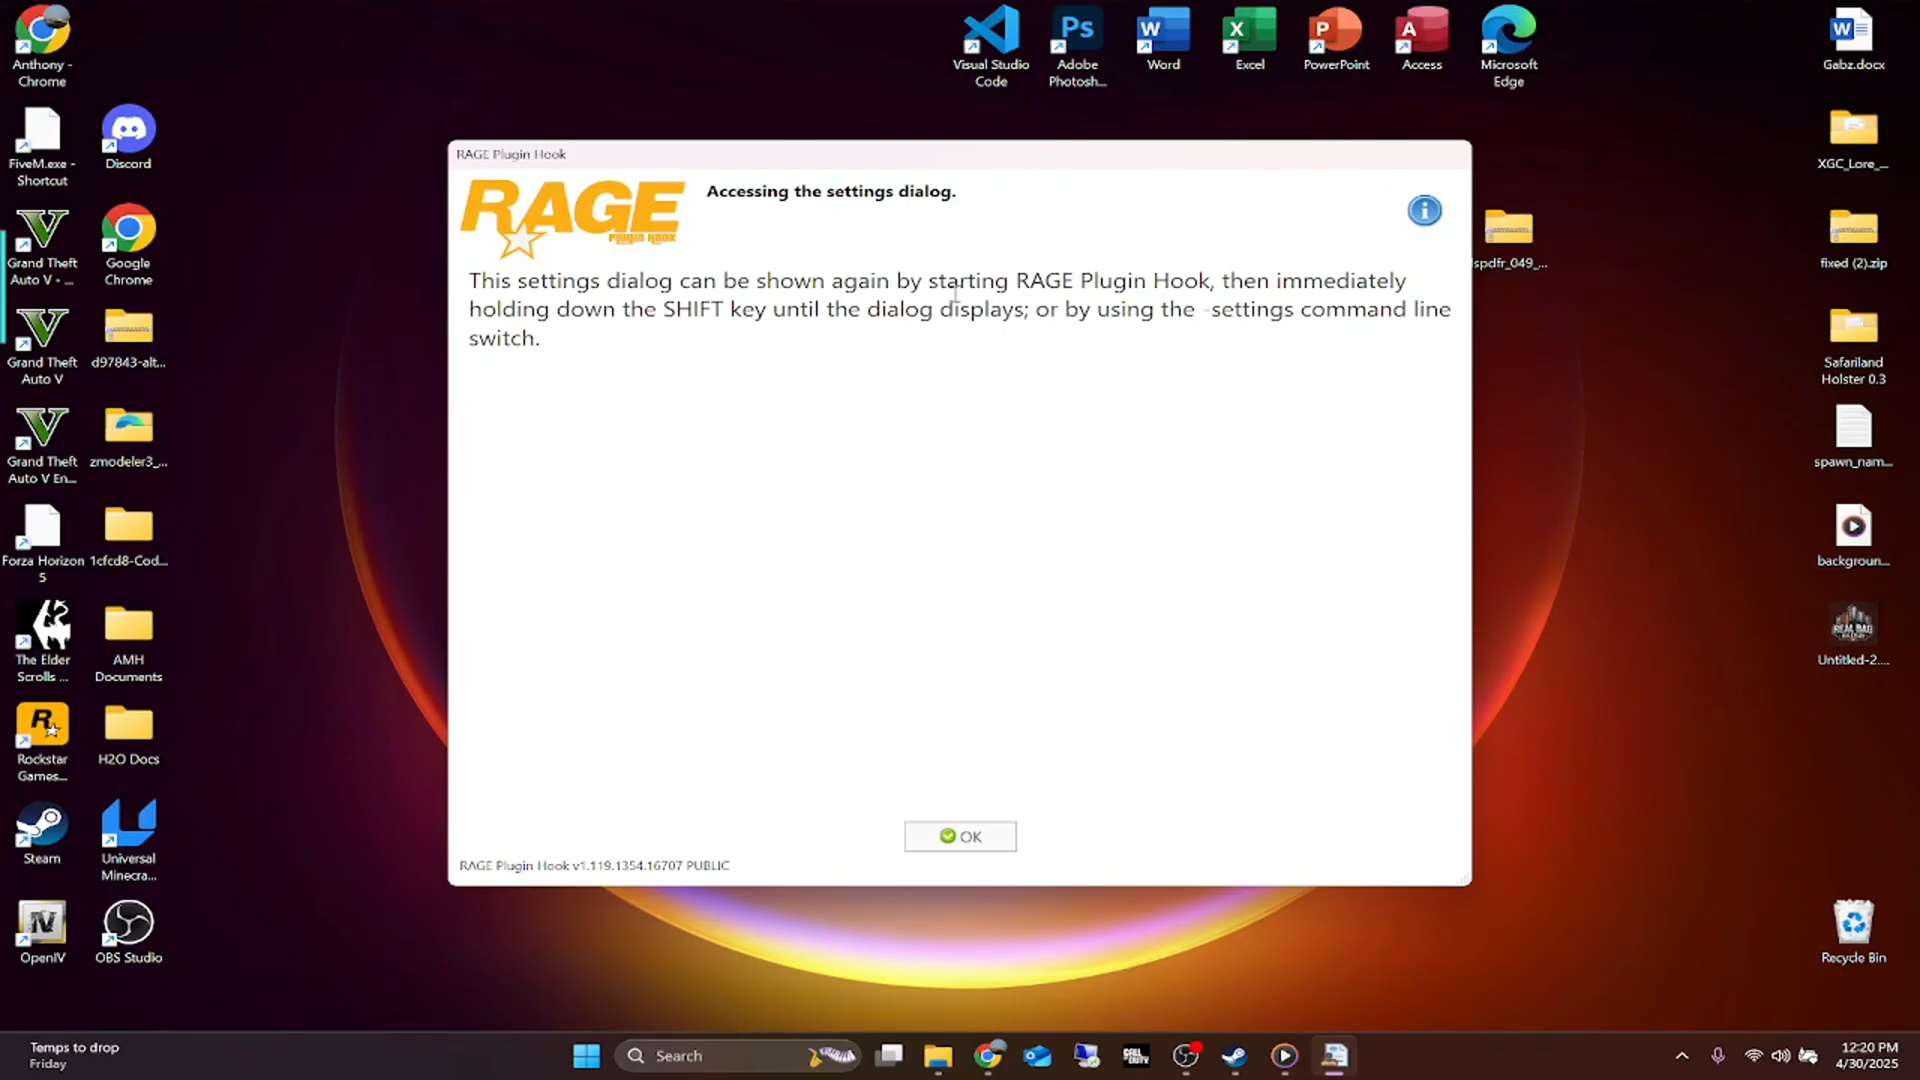 Anthony -
Chrome
FiveM.exe -
Shortcut
Discord
Grand Theft
Auto V - ...
Google
Chrome
Grand Theft
Auto V
d97843-alt...
Grand Theft
Auto V En...
zmodeler3_...
Forza Horizon
5
1cfcd8-Cod...
The Elder
Scrolls ...
AMH
Documents
Rockstar
Games...
H2O Docs
Steam
Universal
Minecra...
OpenIV
OBS Studio
Visual Studio
Code
Adobe
Photosh...
Word
Excel
PowerPoint
Access
Microsoft
Edge
Gabz.docx
XGC_Lore_...
fixed (2).zip
lspdfr_049_...
Safariland
Holster 0.3
spawn_nam...
backgroun...
REAL BAD
Untitled-2....
Recycle Bin
RAGE Plugin Hook
RAGE
PLUGIN HOOK
Accessing the settings dialog.
This settings dialog can be shown again by starting RAGE Plugin Hook, then immediately
holding down the SHIFT key until the dialog displays; or by using the -settings command line
switch.
OK
RAGE Plugin Hook v1.119.1354.16707 PUBLIC
Temps to drop
Friday
Search
CALL OF DUTY
12:20 PM
4/30/2025